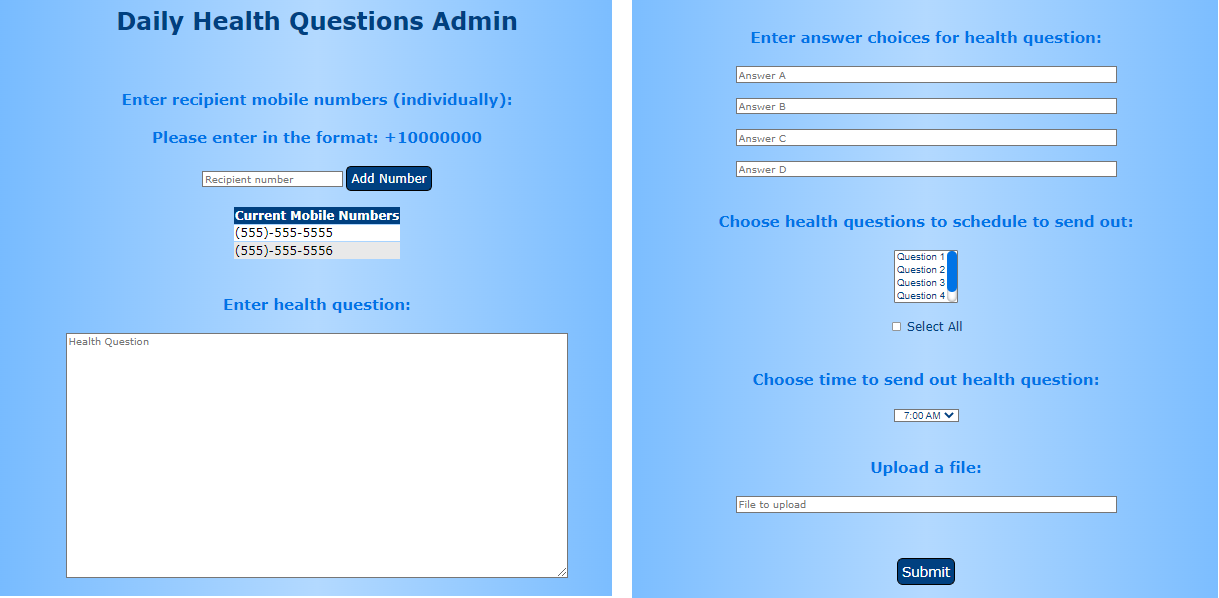 Daily Health Questions Admin
Enter recipient mobile numbers (individually):
Please enter in the format: +10000000
Recipient number Add Number
Current Mobile Numbers
(555)-555-5555
(555)-555-5556
Enter health question:
Health Question
Enter answer choices for health question:
Answer A
Answer B
Answer C
Answer D
Choose health questions to schedule to send out:
Question 1
Question 2
Question 3
Question 4
Select All
Choose time to send out health question:
7:00 AM
Upload a file:
File to upload
Submit